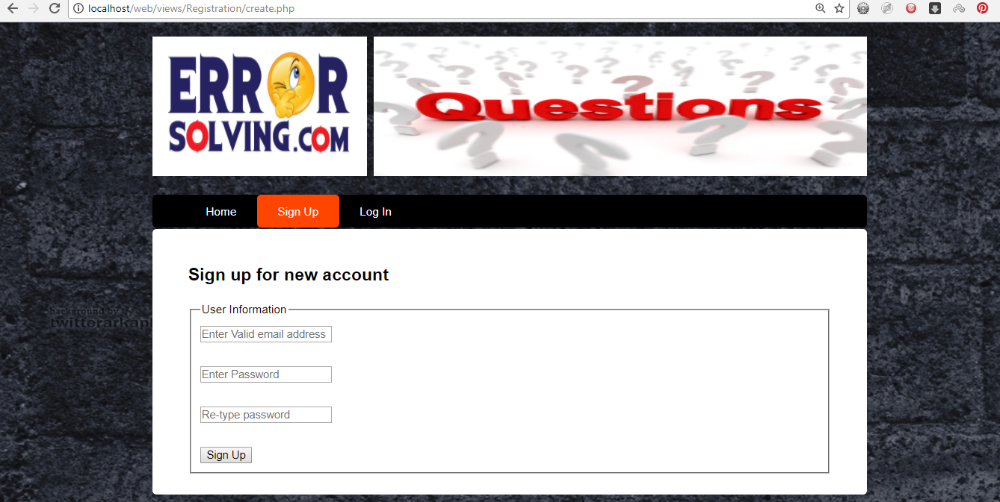 localhost/web/views/Registration/create.php
ERROR
SOLVING.COM
Questions
Home
Sign Up
Log In
Sign up for new account
background by
User Information
Enter Valid email address
Enter Password
Re-type password
Sign Up